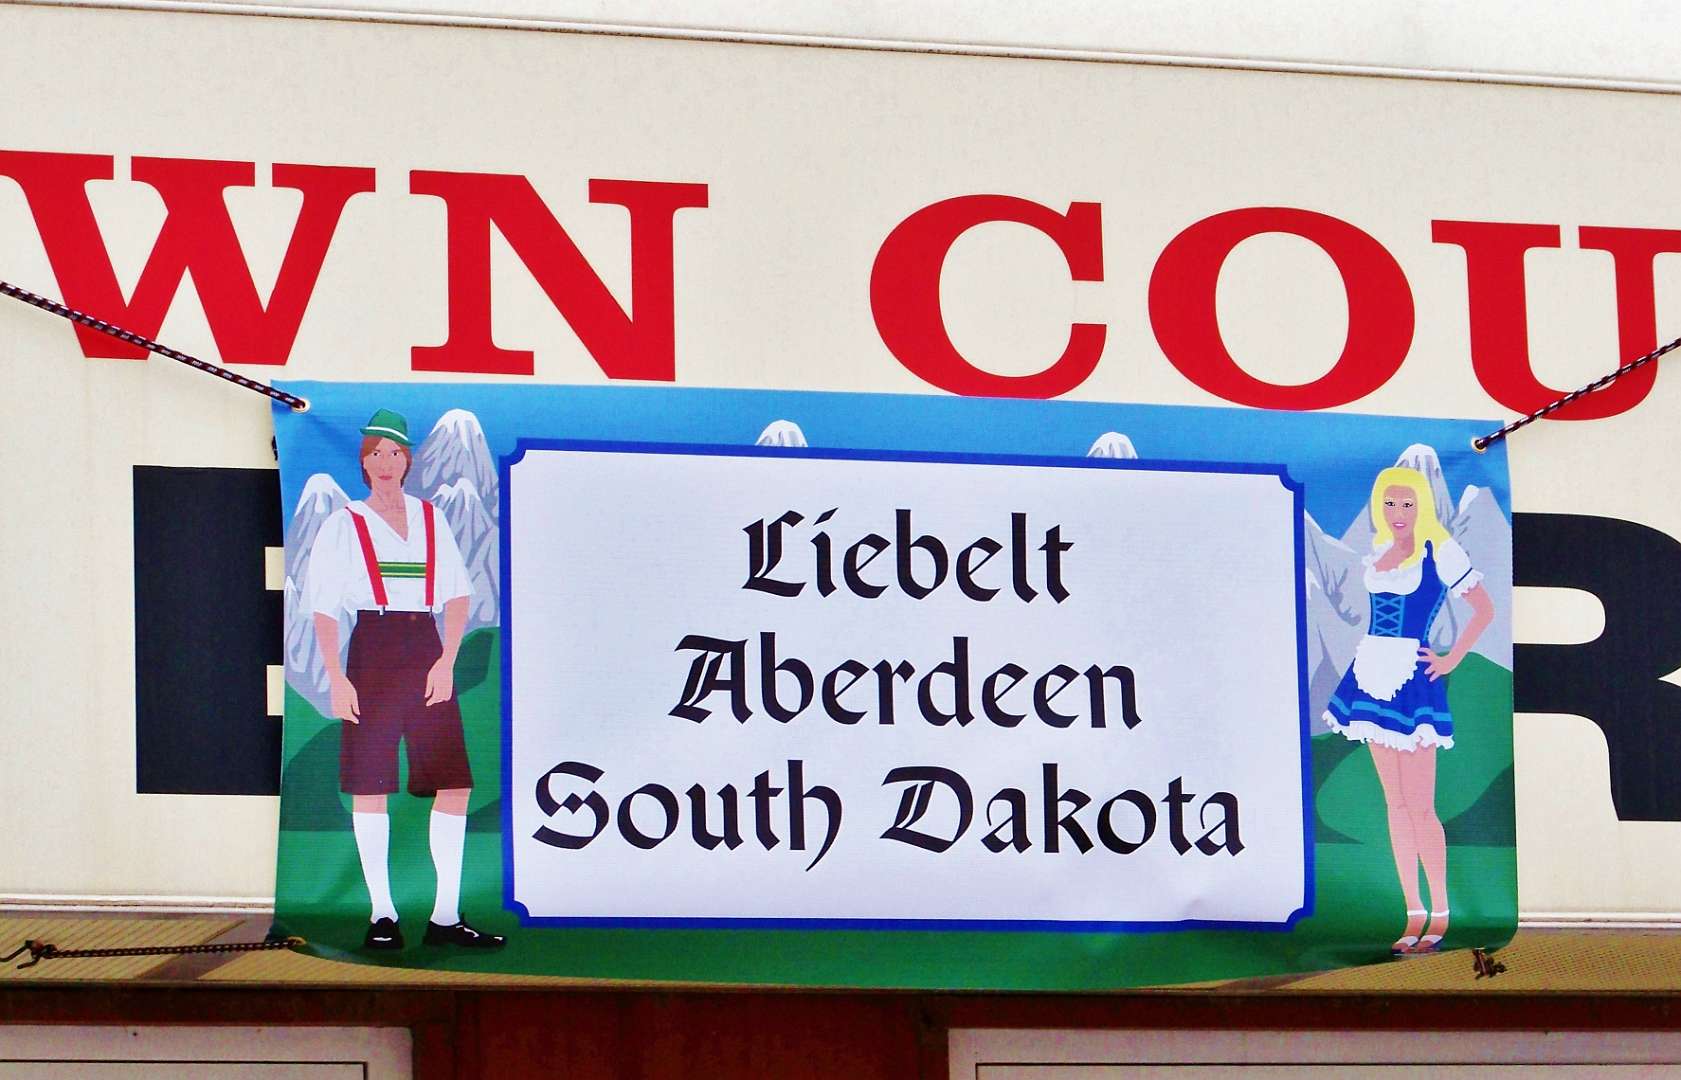 WN COU
Liebelt
Aberdeen
South Dakota